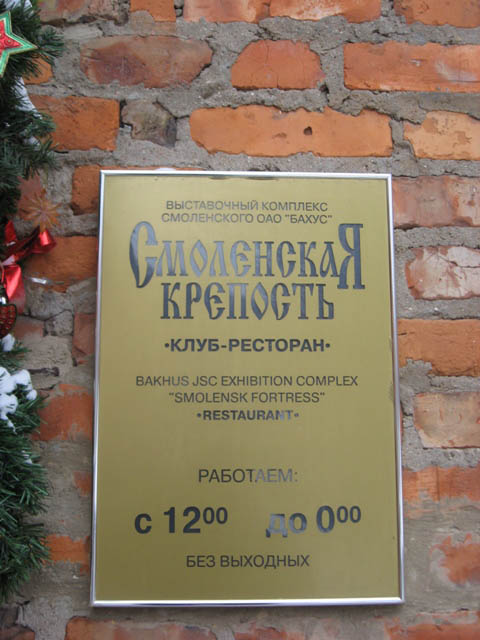 ВЫСТАВОЧНЫЙ КОМПЛЕКС
СМОЛЕНСКОГО ОАО "БАХУС"
СМОЛЕНСКАЯ
КРЕПОСТЬ
•КЛУБ-РЕСТОРАН•
BAKHUS JSC EXHIBITION COMPLEX
"SMOLENSK FORTRESS"
•RESTAURANT•
РАБОТАЕМ:
с 12⁰⁰ до 0⁰⁰
БЕЗ ВЫХОДНЫХ